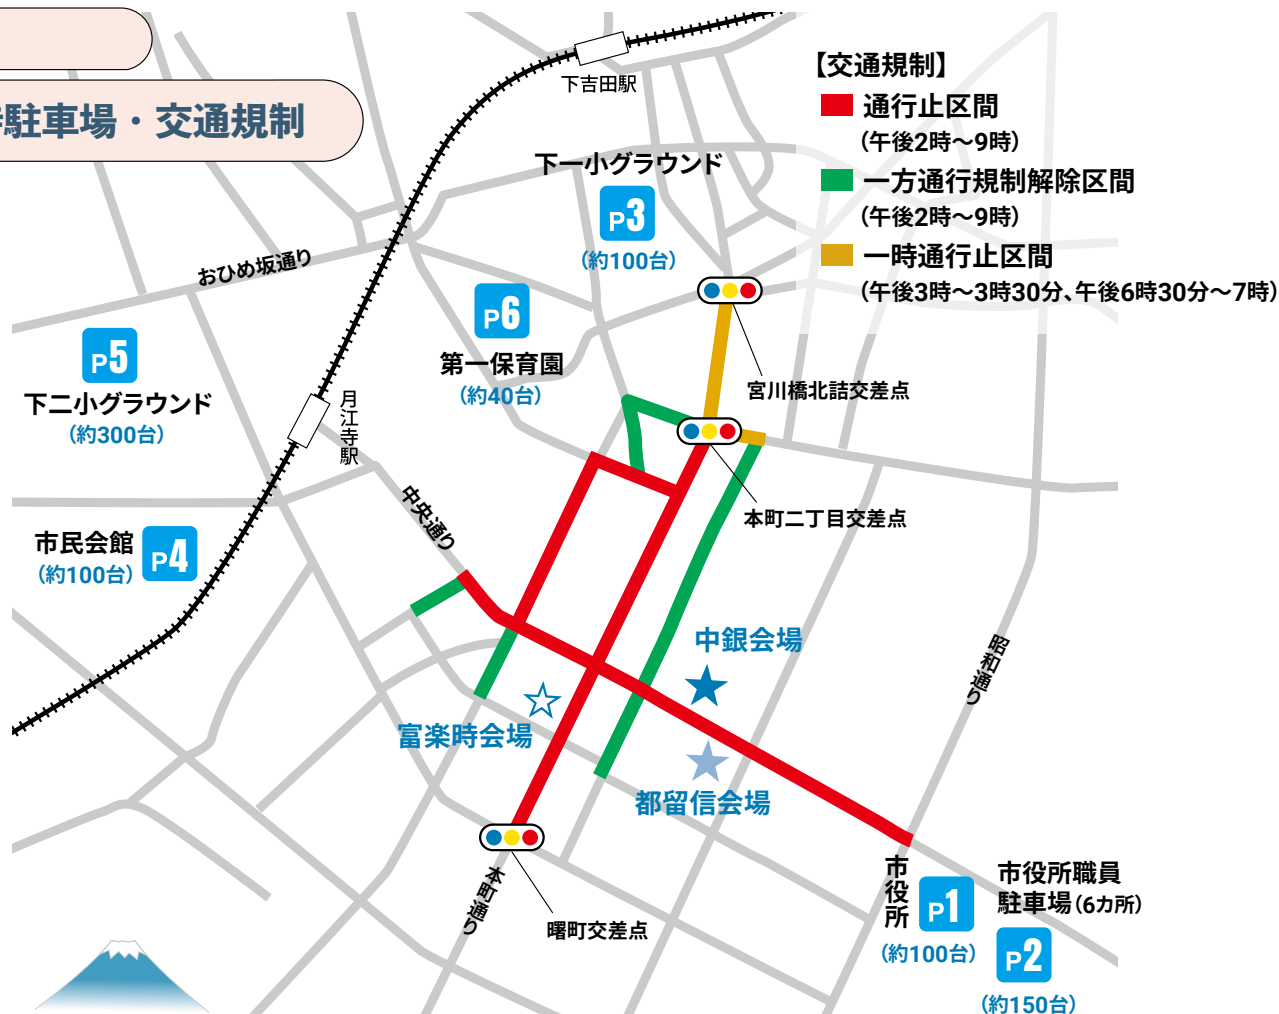 駐車場・交通規制
【交通規制】
通行止区間
（午後2時～9時）
一方通行規制解除区間
（午後2時～9時）
一時通行止区間
（午後3時～3時30分、午後6時30分～7時）
下吉田駅
下一小グラウンド
P3
（約100台）
おひめ坂通り
P6
第一保育園
（約40台）
P5
下二小グラウンド
（約300台）
月江寺駅
宮川橋北詰交差点
本町二丁目交差点
中央通り
市民会館
P4
（約100台）
中銀会場
昭和通り
富楽時会場
都留信会場
本町通り
曙町交差点
市役所
P1
（約100台）
市役所職員
駐車場（6カ所）
P2
（約150台）